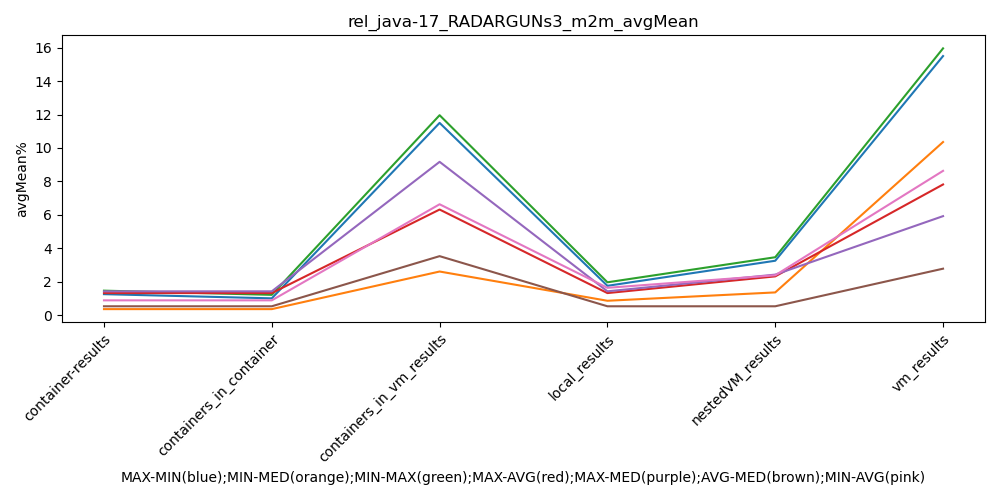 rel_java-17_RADARGUNs3_m2m_avgMean
avgMean%
16
14
12
10
8
6
4
2
0
container-results
containers_in_container
containers_in_vm_results
local_results
nestedVM_results
vm_results
MAX-MIN(blue);MIN-MED(orange);MIN-MAX(green);MAX-AVG(red);MAX-MED(purple);AVG-MED(brown);MIN-AVG(pink)